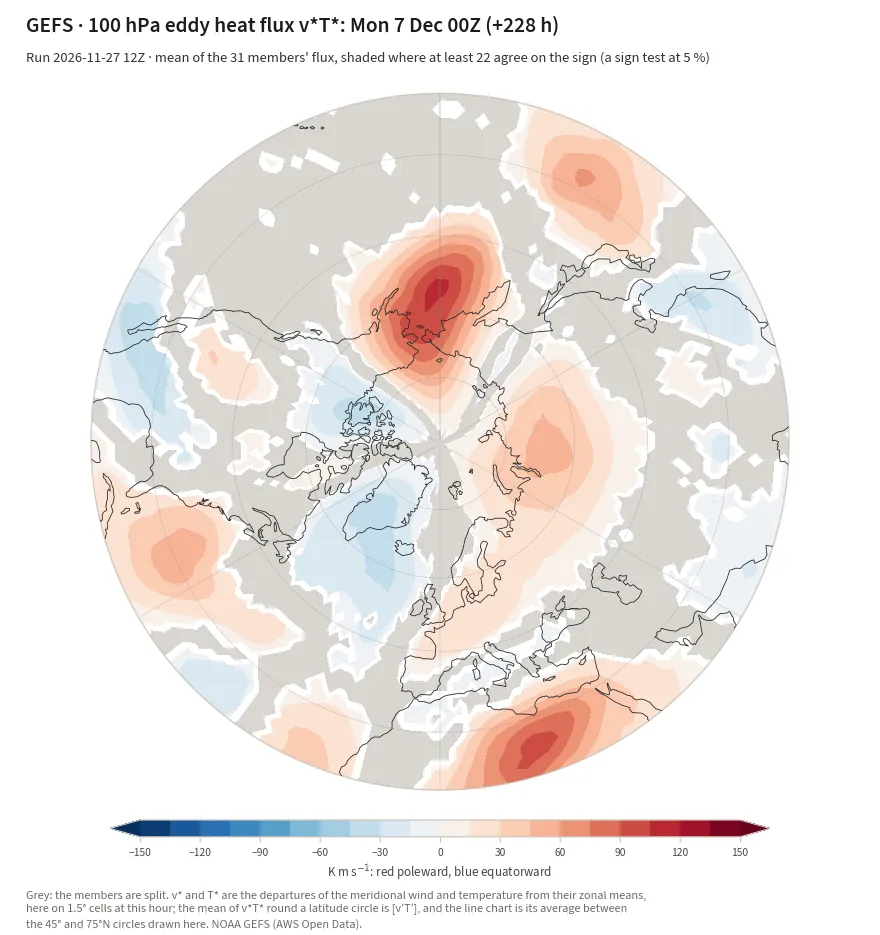 GEFS · 100 hPa eddy heat flux v*T*: Mon 7 Dec 00Z (+228 h)
Run 2026-11-27 12Z · mean of the 31 members' flux, shaded where at least 22 agree on the sign (a sign test at 5 %)
−150 −120 −90 −60 −30 0 30 60 90 120 150
K m s⁻¹: red poleward, blue equatorward
Grey: the members are split. v* and T* are the departures of the meridional wind and temperature from their zonal means,
here on 1.5° cells at this hour; the mean of v*T* round a latitude circle is [v'T'], and the line chart is its average between
the 45° and 75°N circles drawn here. NOAA GEFS (AWS Open Data).